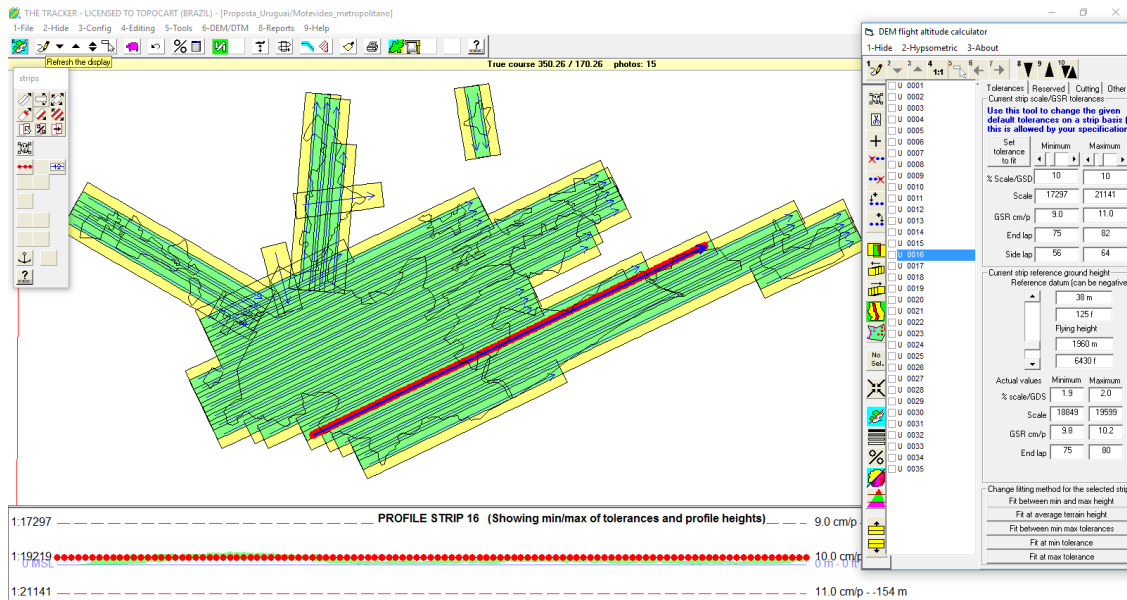 THE TRACKER - LICENSED TO TOPOCART (BRAZIL) - [Proposta_Uruguai/Motevideo_metropolitano]
1-File 2-Hide 3-Config 4-Editing 5-Tools 6-DEM/DTM 8-Reports 9-Help
Refresh the display
True course 350.26 / 170.26 photos: 15
strips
DEM flight altitude calculator
1-Hide 2-Hypsometric 3-About
1 2 3 4 1:1 5 6 7 8 9 10
U 0001
U 0002
U 0003
U 0004
U 0005
U 0006
U 0007
U 0008
U 0009
U 0010
U 0011
U 0012
U 0013
U 0014
U 0015
U 0016
U 0017
U 0018
U 0019
U 0020
U 0021
U 0022
U 0023
U 0024
U 0025
U 0026
U 0027
U 0028
U 0029
U 0030
U 0031
U 0032
U 0033
U 0034
U 0035
No Sel.
Tolerances Reserved Cutting Other
Current strip scale/GSR tolerances
Use this tool to change the given
default tolerances on a strip basis (
this is allowed by your specification
Set tolerance to fit Minimum Maximum
% Scale/GSD 10 10
Scale 17297 21141
GSR cm/p 9.0 11.0
End lap 75 82
Side lap 56 64
Current strip reference ground height
Reference datum (can be negative
38 m
125 f
Flying height
1960 m
6430 f
Actual values Minimum Maximum
% scale/GDS 1.9 2.0
Scale 18849 19599
GSR cm/p 9.8 10.2
End lap 75 80
Change fitting method for the selected strip
Fit between min and max height
Fit at average terrain height
Fit between min max tolerances
Fit at min tolerance
Fit at max tolerance
PROFILE STRIP 16 (Showing min/max of tolerances and profile heights)
1:17297 9.0 cm/p
1:19219 10.0 cm/p
0 MSL 0 m - 0 ft
1:21141 11.0 cm/p - -154 m